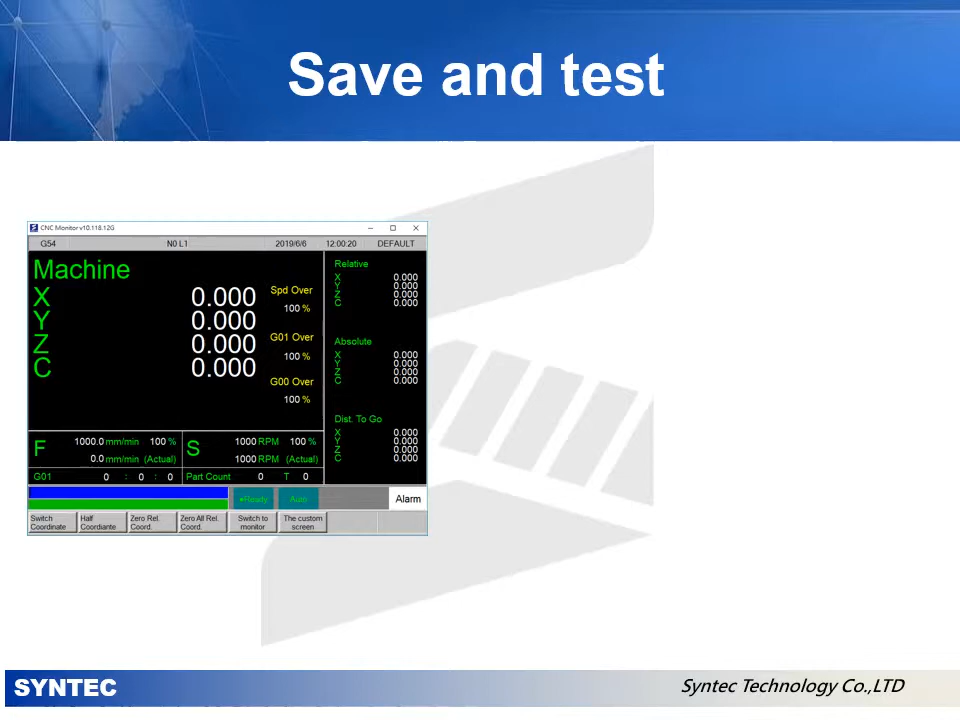 Save and test
CNC Monitor v10.118.12G
G54 N0 L1 2019/6/6 12:00:20 DEFAULT
Machine
X 0.000
Y 0.000
Z 0.000
C 0.000
Spd Over
100 %
G01 Over
100 %
G00 Over
100 %
Relative
X 0.000
Y 0.000
Z 0.000
C 0.000
Absolute
X 0.000
Y 0.000
Z 0.000
C 0.000
Dist. To Go
X 0.000
Y 0.000
Z 0.000
C 0.000
F 1000.0 mm/min 100 %
0.0 mm/min (Actual)
S 1000 RPM 100 %
1000 RPM (Actual)
G01 0 : 0 : 0 Part Count 0 T 0
Ready Auto Alarm
Switch Coordinate
Half Coordiante
Zero Rel. Coord.
Zero All Rel. Coord.
Switch to monitor
The custom screen
SYNTEC
Syntec Technology Co.,LTD